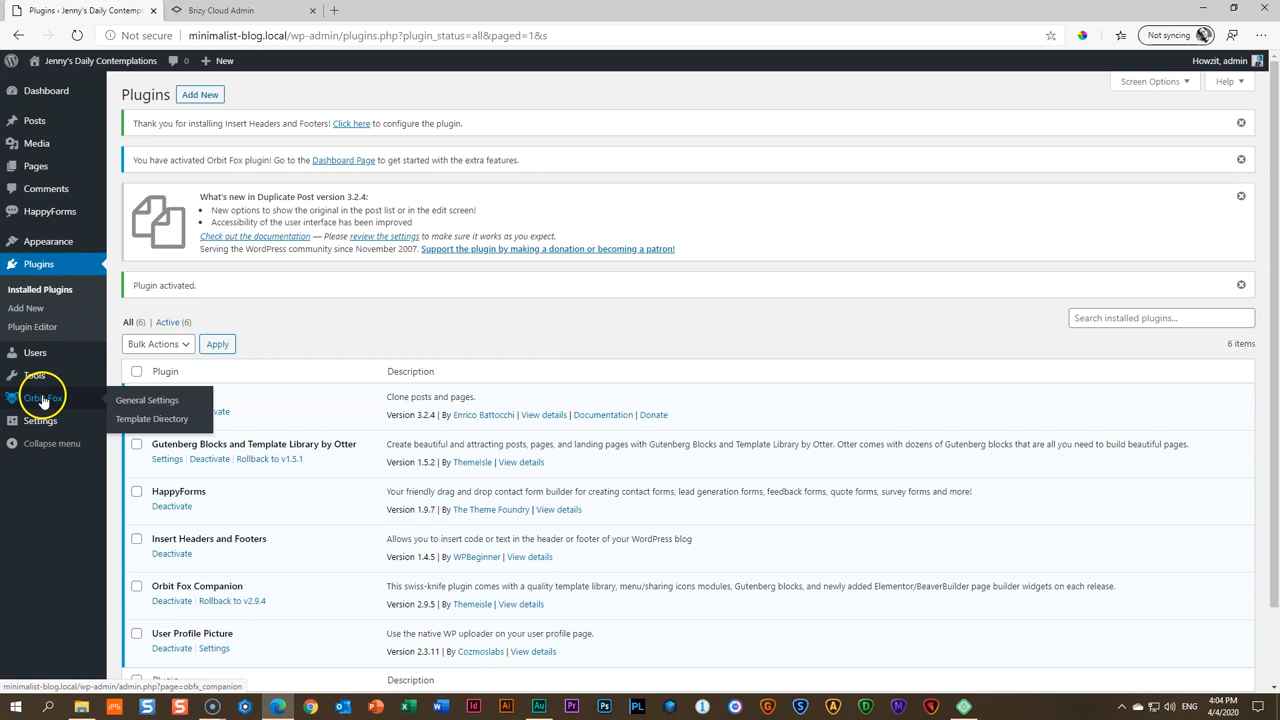 Plugins ‹ Jenny's Daily Contempl
Brizy Cloud Admin
Not secure
minimalist-blog.local/wp-admin/plugins.php?plugin_status=all&paged=1&s
Not syncing
Jenny's Daily Contemplations
0
New
Howzit, admin
Dashboard
Posts
Media
Pages
Comments
HappyForms
Appearance
Plugins
Installed Plugins
Add New
Plugin Editor
Users
Tools
Orbit Fox
Settings
Collapse menu
General Settings
Template Directory
Plugins
Add New
Screen Options
Help
Thank you for installing Insert Headers and Footers! Click here to configure the plugin.
You have activated Orbit Fox plugin! Go to the Dashboard Page to get started with the extra features.
What's new in Duplicate Post version 3.2.4:
New options to show the original in the post list or in the edit screen!
Accessibility of the user interface has been improved
Check out the documentation — Please review the settings to make sure it works as you expect.
Serving the WordPress community since November 2007. Support the plugin by making a donation or becoming a patron!
Plugin activated.
All (6) | Active (6)
Search installed plugins...
Bulk Actions
Apply
6 items
Plugin
Description
Clone posts and pages.
Version 3.2.4 | By Enrico Battocchi | View details | Documentation | Donate
Gutenberg Blocks and Template Library by Otter
Create beautiful and attracting posts, pages, and landing pages with Gutenberg Blocks and Template Library by Otter. Otter comes with dozens of Gutenberg blocks that are all you need to build beautiful pages.
Settings | Deactivate | Rollback to v1.5.1
Version 1.5.2 | By ThemeIsle | View details
HappyForms
Your friendly drag and drop contact form builder for creating contact forms, lead generation forms, feedback forms, quote forms, survey forms and more!
Deactivate
Version 1.9.7 | By The Theme Foundry | View details
Insert Headers and Footers
Allows you to insert code or text in the header or footer of your WordPress blog
Deactivate
Version 1.4.5 | By WPBeginner | View details
Orbit Fox Companion
This swiss-knife plugin comes with a quality template library, menu/sharing icons modules, Gutenberg blocks, and newly added Elementor/BeaverBuilder page builder widgets on each release.
Deactivate | Rollback to v2.9.4
Version 2.9.5 | By Themeisle | View details
User Profile Picture
Use the native WP uploader on your user profile page.
Deactivate | Settings
Version 2.3.11 | By Cozmoslabs | View details
Plugin
Description
minimalist-blog.local/wp-admin/admin.php?page=obfx_companion
4:04 PM
4/4/2020